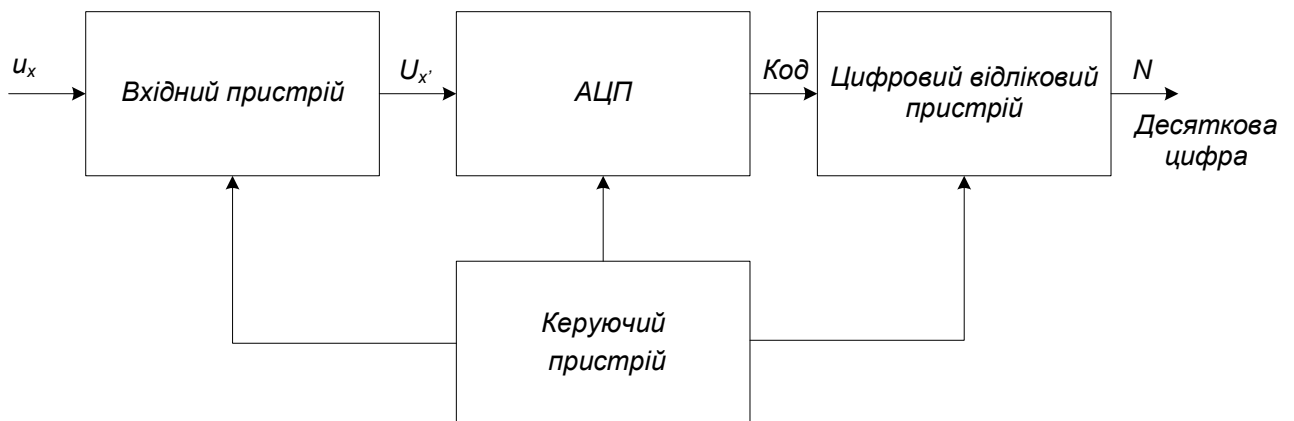 uₓ
Вхідний пристрій
Uₓ'
АЦП
Код
Цифровий відліковий
пристрій
N
Десяткова
цифра
Керуючий
пристрій